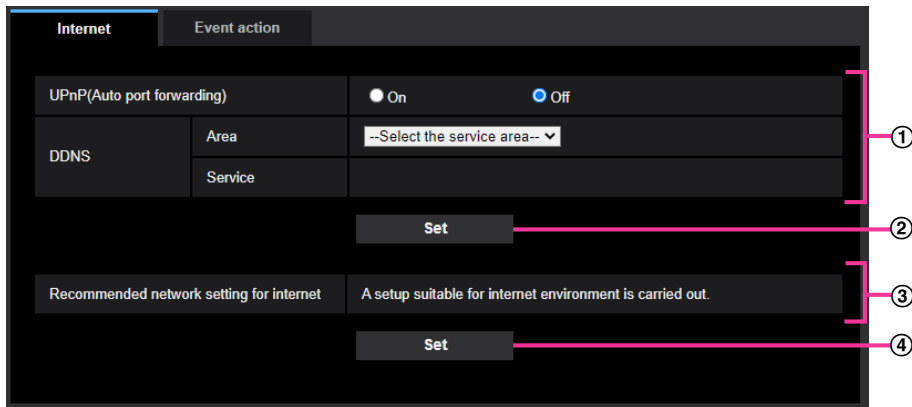 Internet Event action
UPnP(Auto port forwarding) On Off
DDNS Area --Select the service area--
Service
①
Set ②
Recommended network setting for internet A setup suitable for internet environment is carried out. ③
Set ④